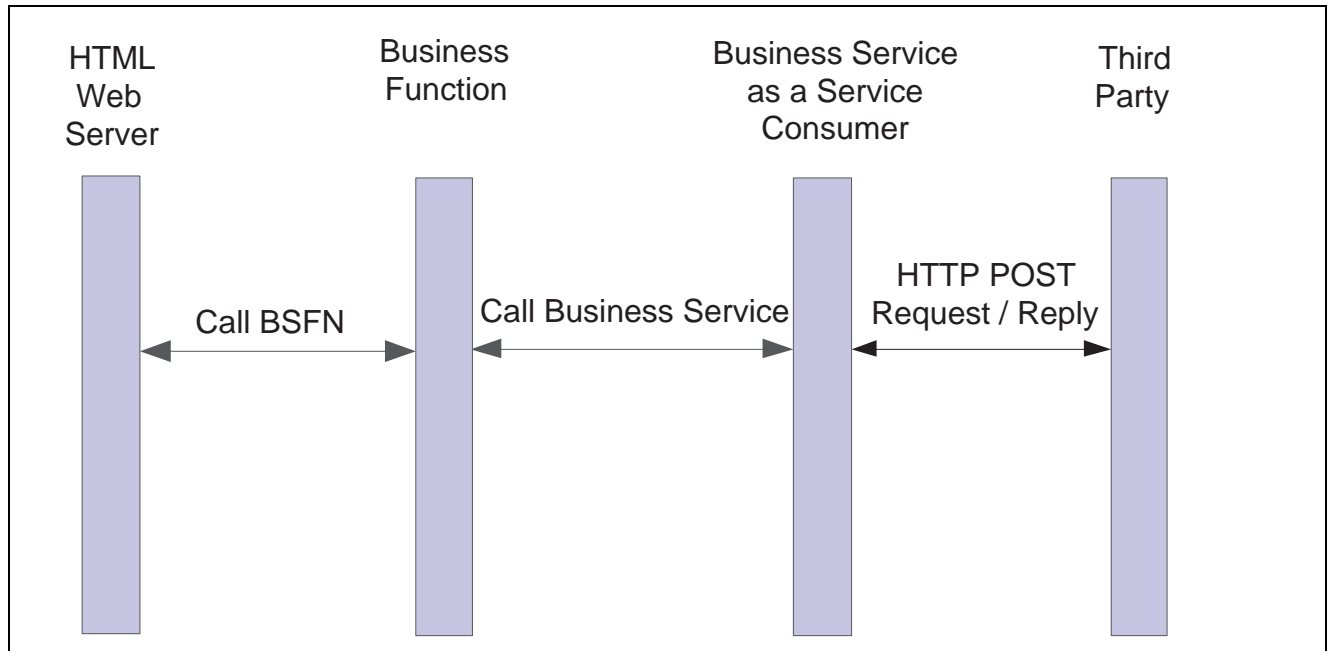 HTML
Web
Server
Business
Function
Business Service
as a Service
Consumer
Third
Party
Call BSFN
Call Business Service
HTTP POST
Request / Reply